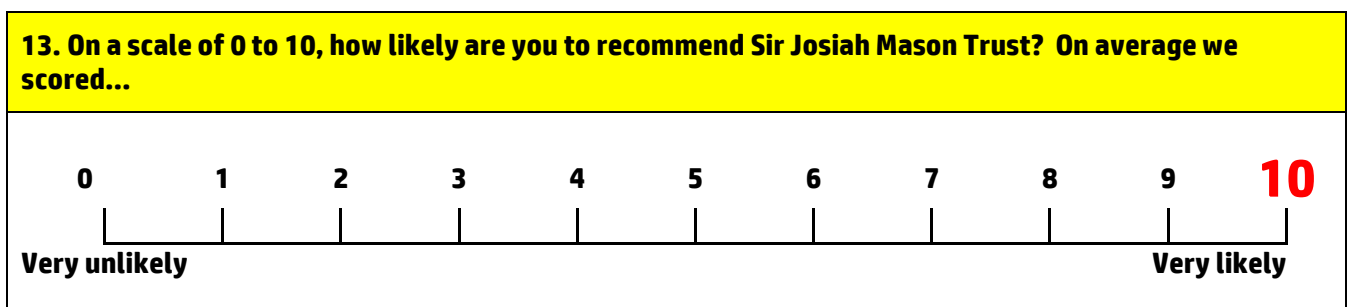 13. On a scale of 0 to 10, how likely are you to recommend Sir Josiah Mason Trust?  On average we
scored...
0 1 2 3 4 5 6 7 8 9 10
Very unlikely Very likely